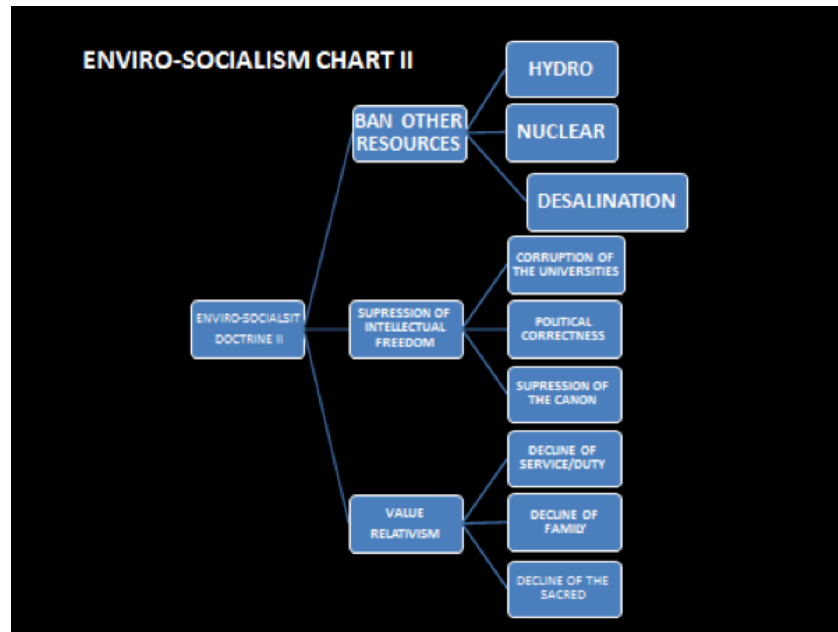 ENVIRO-SOCIALISM CHART II
ENVIRO-SOCIALSIT
DOCTRINE II
BAN OTHER
RESOURCES
HYDRO
NUCLEAR
DESALINATION
SUPRESSION OF
INTELLECTUAL
FREEDOM
CORRUPTION OF
THE UNIVERSITIES
POLITICAL
CORRECTNESS
SUPRESSION OF
THE CANON
VALUE
RELATIVISM
DECLINE OF
SERVICE/DUTY
DECLINE OF
FAMILY
DECLINE OF THE
SACRED